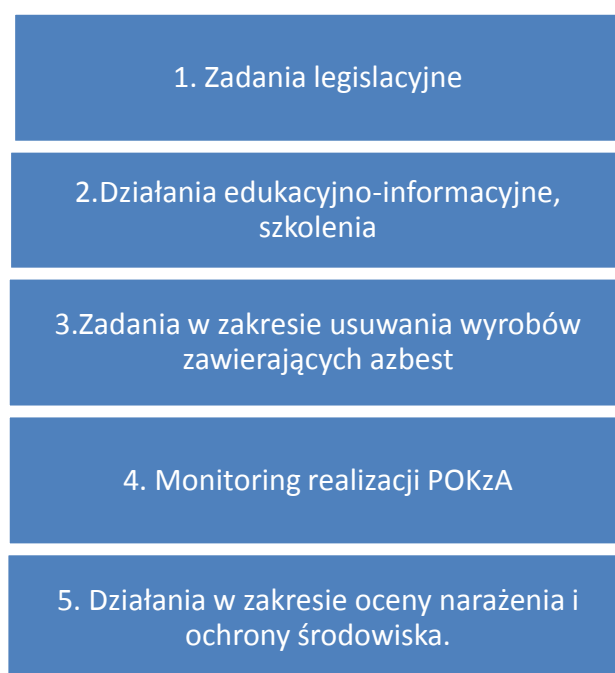 1. Zadania legislacyjne
2.Działania edukacyjno-informacyjne,
szkolenia
3.Zadania w zakresie usuwania wyrobów
zawierających azbest
4. Monitoring realizacji POKzA
5. Działania w zakresie oceny narażenia i
ochrony środowiska.